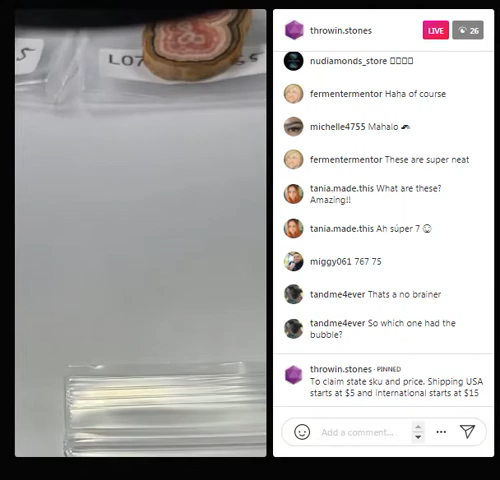 5
LO
55
throwin.stones
LIVE
26
nudiamonds_store
fermentermentor Haha of course
michelle4755 Mahalo
fermentermentor These are super neat
tania.made.this What are these?
Amazing!!
tania.made.this Ah súper 7
miggy061 767 75
tandme4ever Thats a no brainer
tandme4ever So which one had the
bubble?
throwin.stones · PINNED
To claim state sku and price. Shipping USA
starts at $5 and international starts at $15
Add a comment...